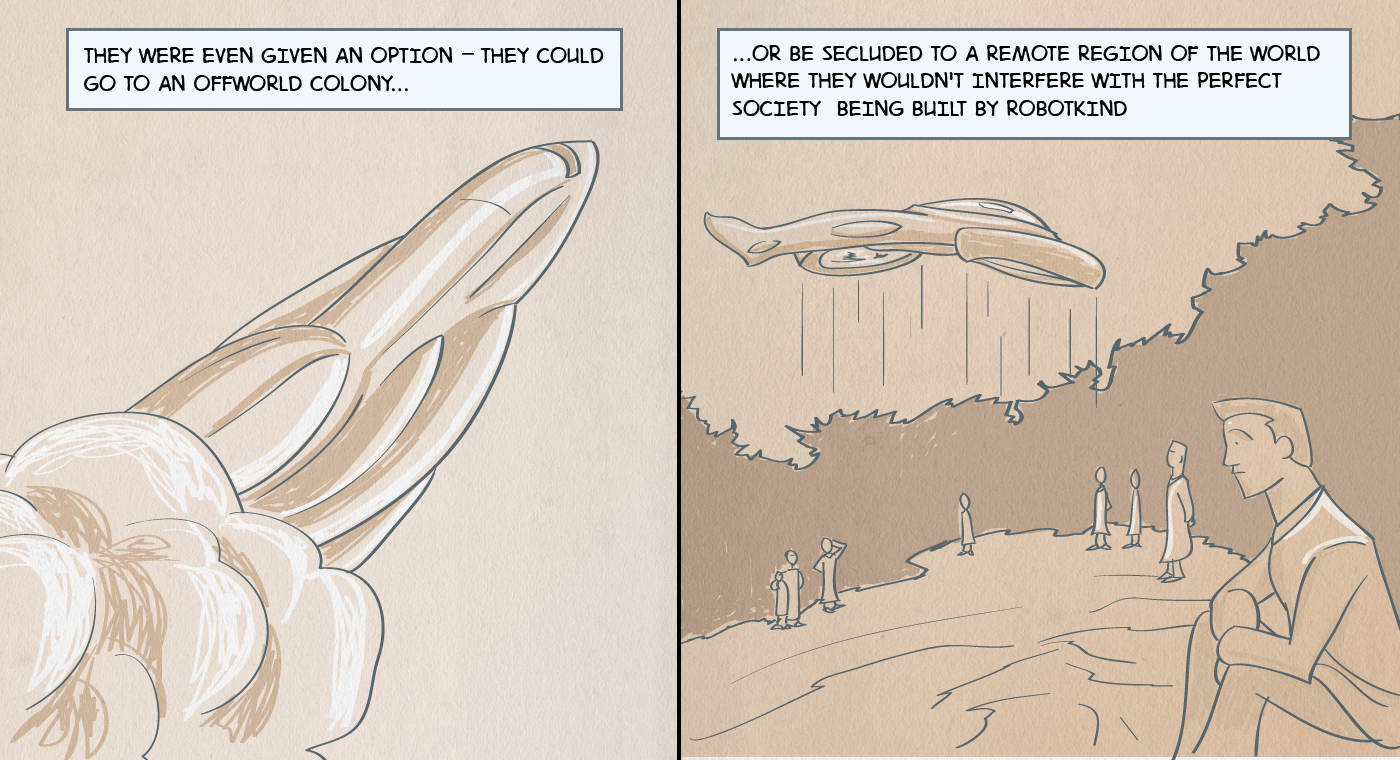 THEY WERE EVEN GIVEN AN OPTION – THEY COULD
GO TO AN OFFWORLD COLONY...
...OR BE SECLUDED TO A REMOTE REGION OF THE WORLD
WHERE THEY WOULDN'T INTERFERE WITH THE PERFECT
SOCIETY BEING BUILT BY ROBOTKIND